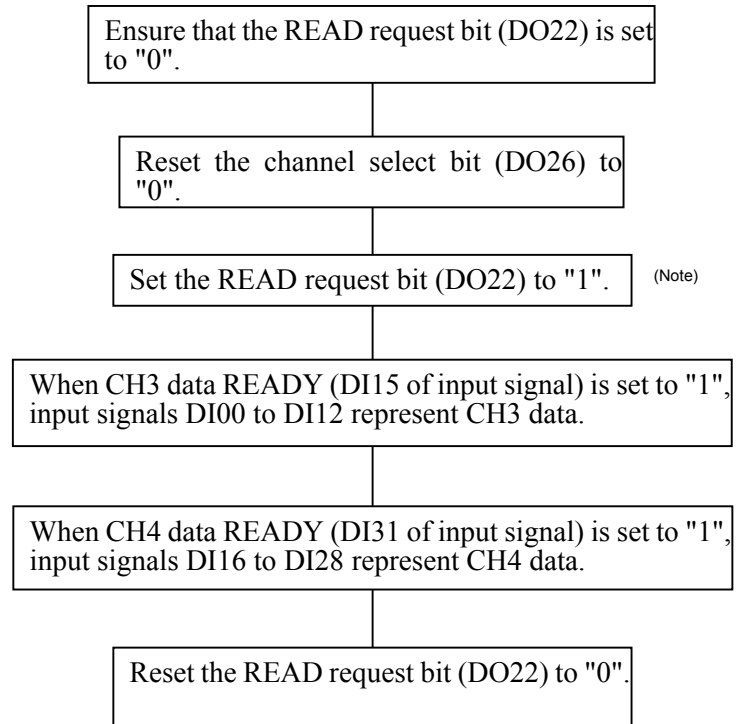 Ensure that the READ request bit (DO22) is set
to "0".
Reset the channel select bit (DO26) to
"0".
Set the READ request bit (DO22) to "1".
(Note)
When CH3 data READY (DI15 of input signal) is set to "1",
input signals DI00 to DI12 represent CH3 data.
When CH4 data READY (DI31 of input signal) is set to "1",
input signals DI16 to DI28 represent CH4 data.
Reset the READ request bit (DO22) to "0".